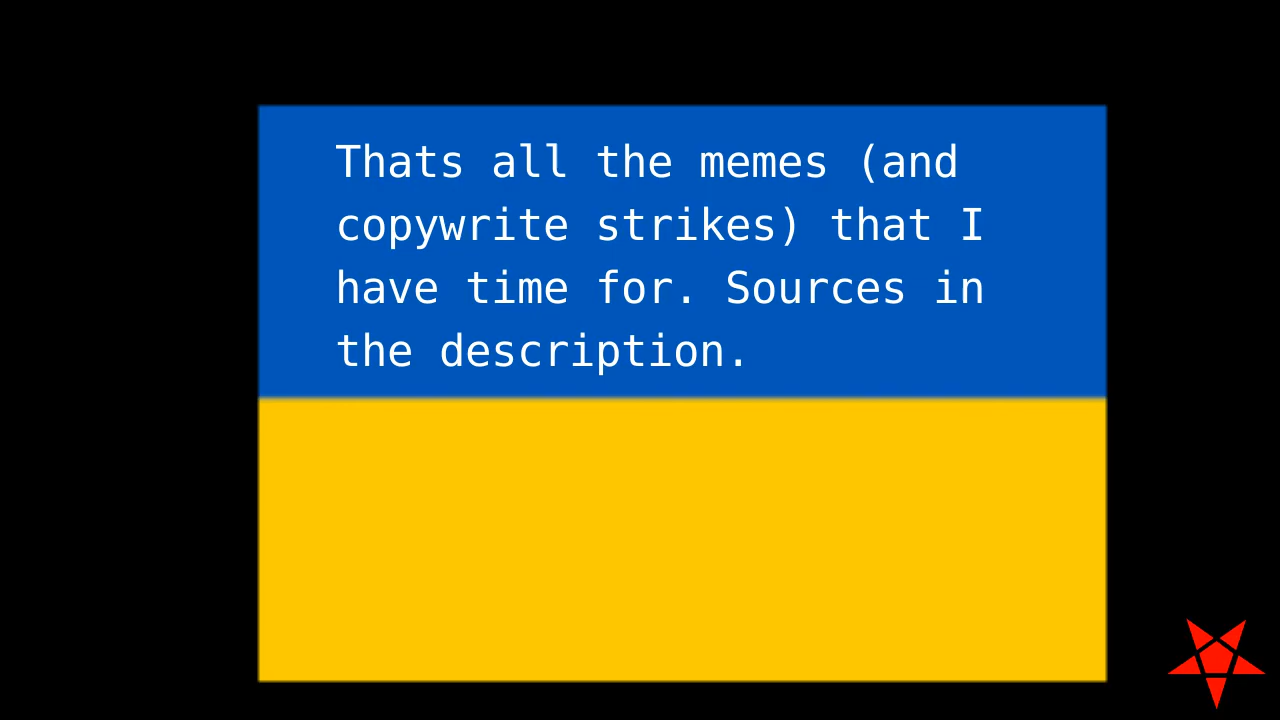 Thats all the memes (and
copywrite strikes) that I
have time for. Sources in
the description.